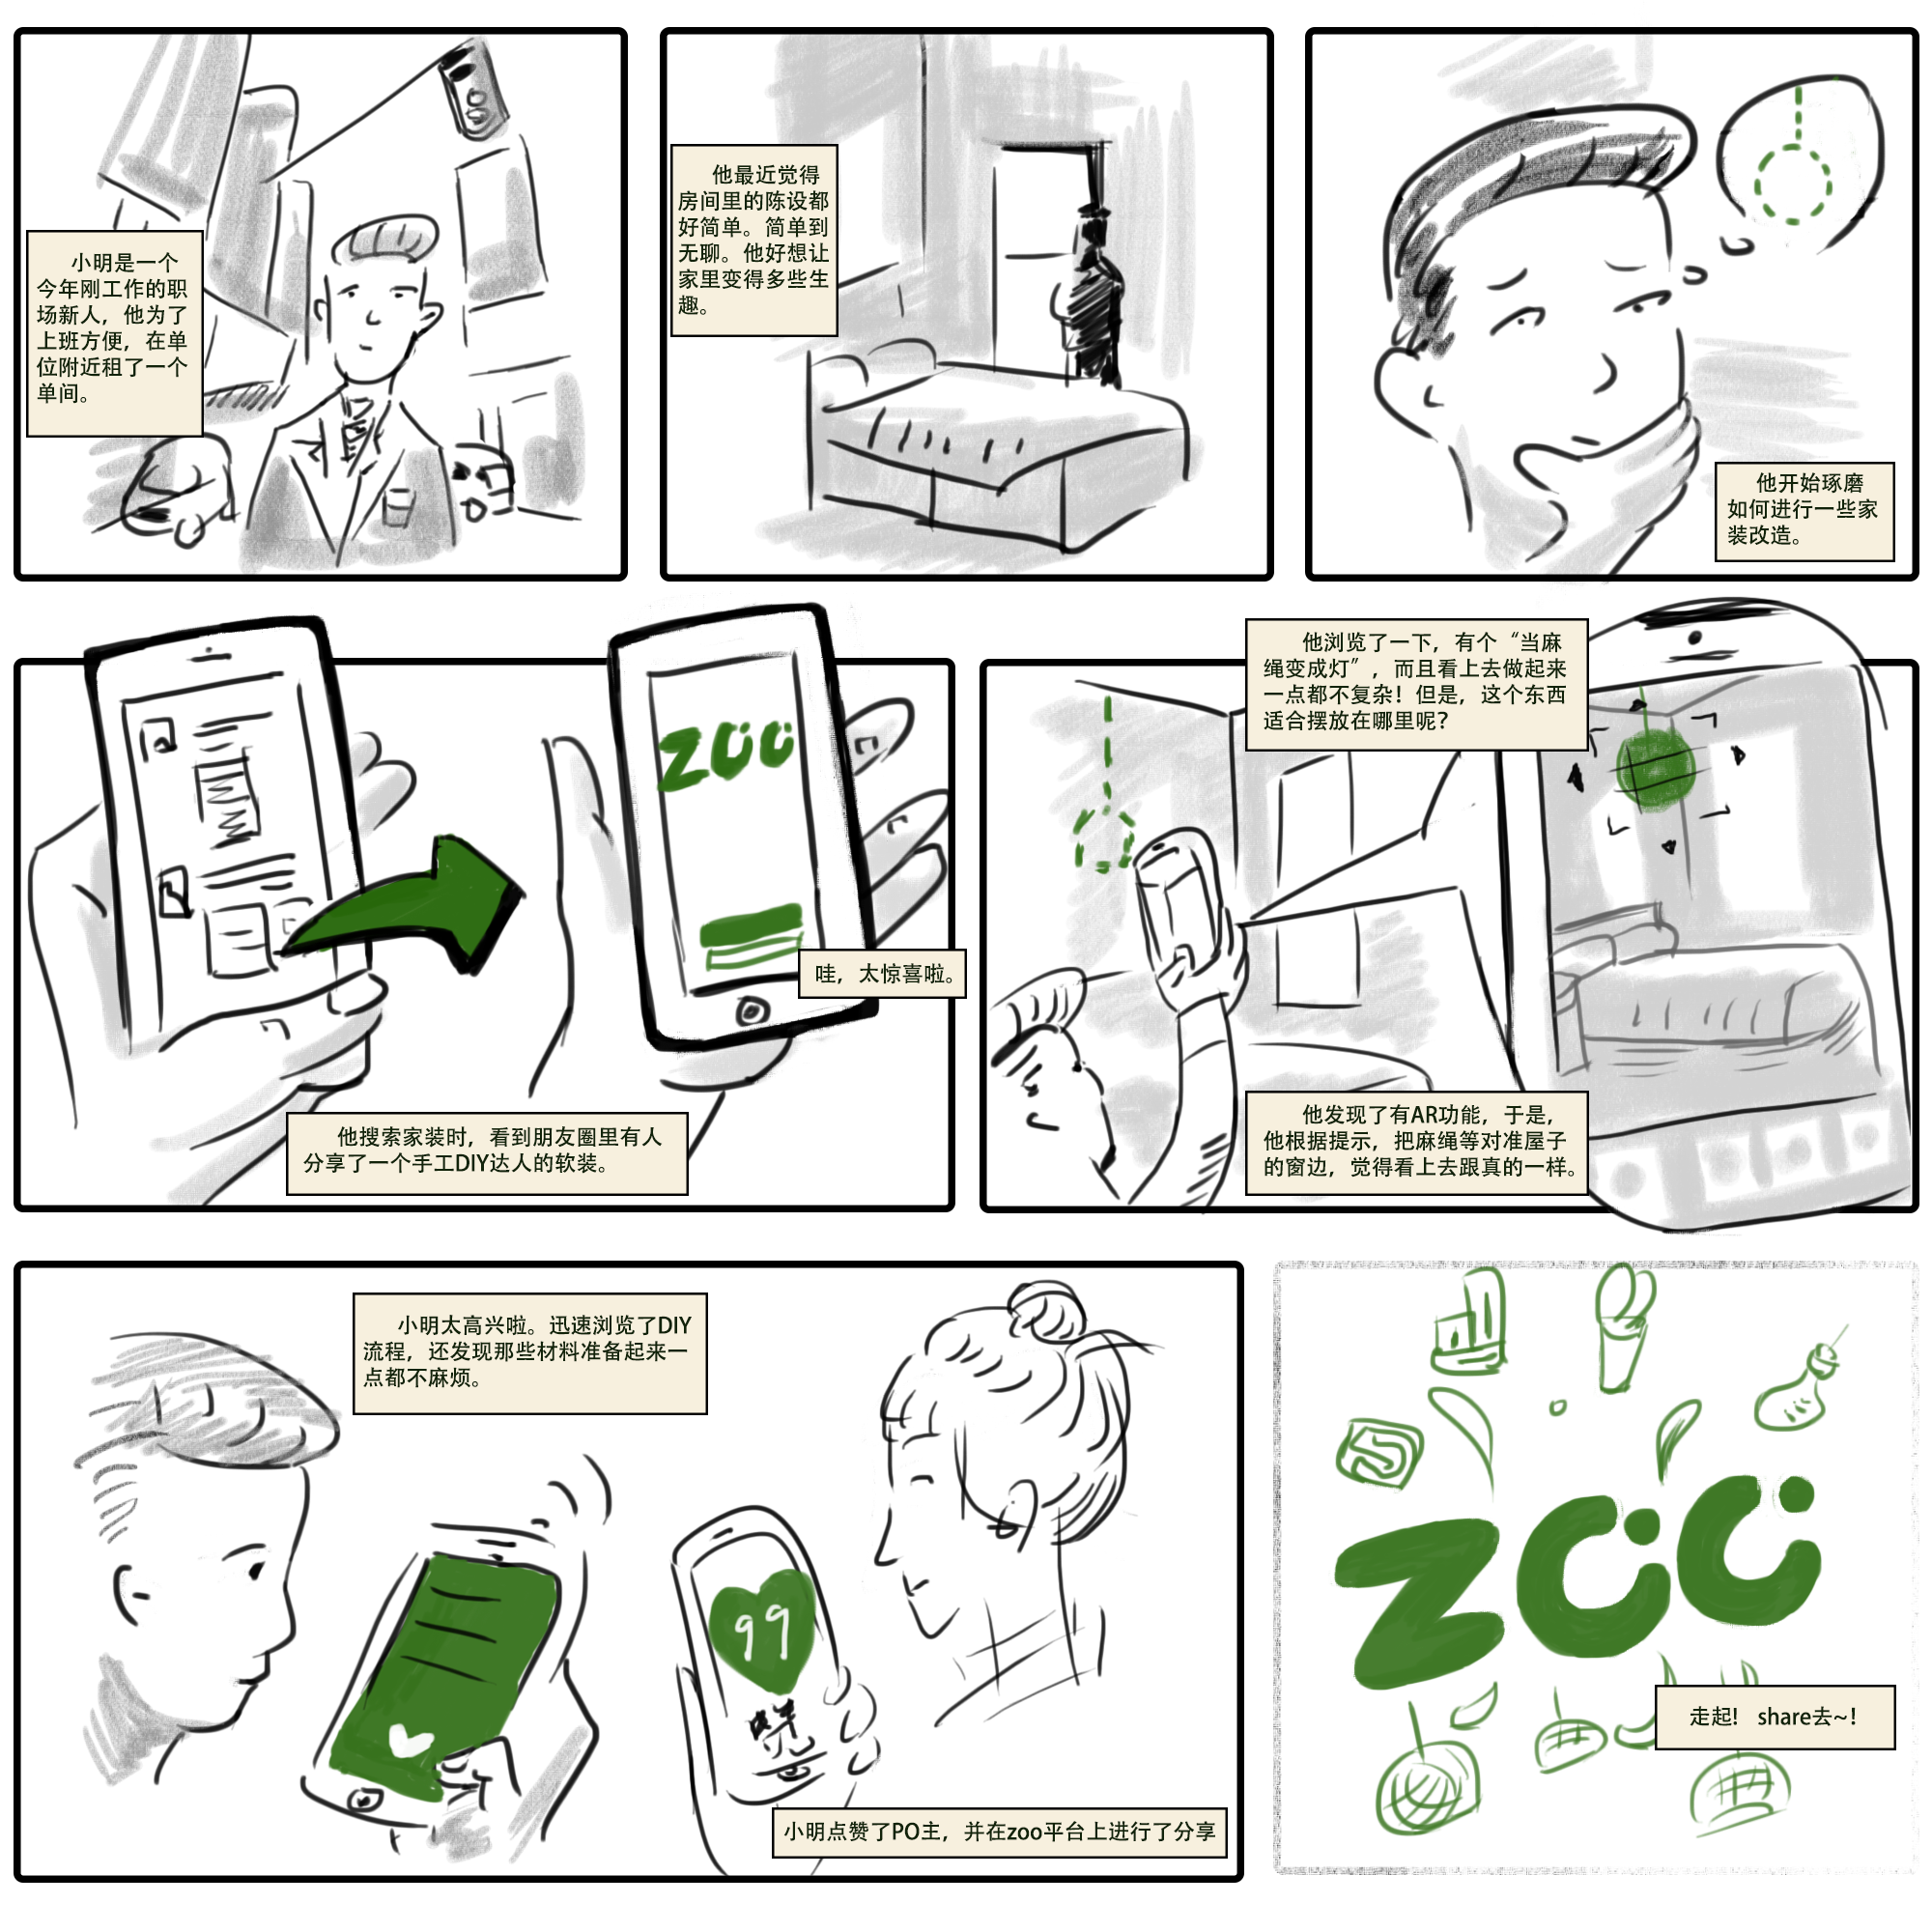 小明是一个
今年刚工作的职
场新人，他为了
上班方便，在单
位附近租了一个
单间。
他最近觉得
房间里的陈设都
好简单。简单到
无聊。他好想让
家里变得多些生
趣。
他开始琢磨
如何进行一些家
装改造。
zoo
哇，太惊喜啦。
他搜索家装时，看到朋友圈里有人
分享了一个手工DIY达人的软装。
他浏览了一下，有个“当麻
绳变成灯”，而且看上去做起来
一点都不复杂！但是，这个东西
适合摆放在哪里呢？
他发现了有AR功能，于是，
他根据提示，把麻绳等对准屋子
的窗边，觉得看上去跟真的一样。
小明太高兴啦。迅速浏览了DIY
流程，还发现那些材料准备起来一
点都不麻烦。
99
赞
小明点赞了PO主，并在zoo平台上进行了分享
zoo
走起！ share去~！